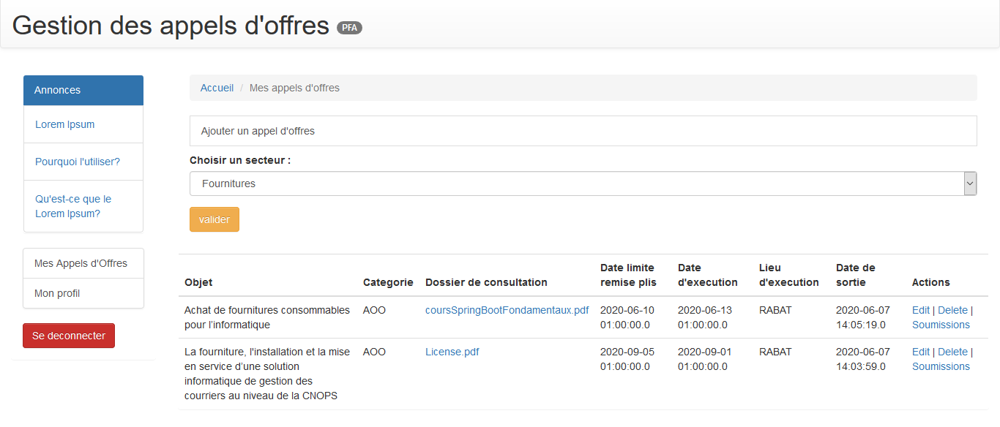 Gestion des appels d'offres PFA
Annonces
Lorem Ipsum
Pourquoi l'utiliser?
Qu'est-ce que le
Lorem Ipsum?
Mes Appels d'Offres
Mon profil
Se deconnecter
Accueil / Mes appels d'offres
Ajouter un appel d'offres
Choisir un secteur :
Fournitures
valider
Objet
Categorie
Dossier de consultation
Date limite
remise plis
Date
d'execution
Lieu
d'execution
Date de
sortie
Actions
Achat de fournitures consommables
pour l’informatique
AOO
coursSpringBootFondamentaux.pdf
2020-06-10
01:00:00.0
2020-06-13
01:00:00.0
RABAT
2020-06-07
14:05:19.0
Edit | Delete |
Soumissions
La fourniture, l'installation et la mise
en service d’une solution
informatique de gestion des
courriers au niveau de la CNOPS
AOO
License.pdf
2020-09-05
01:00:00.0
2020-09-01
01:00:00.0
RABAT
2020-06-07
14:03:59.0
Edit | Delete |
Soumissions